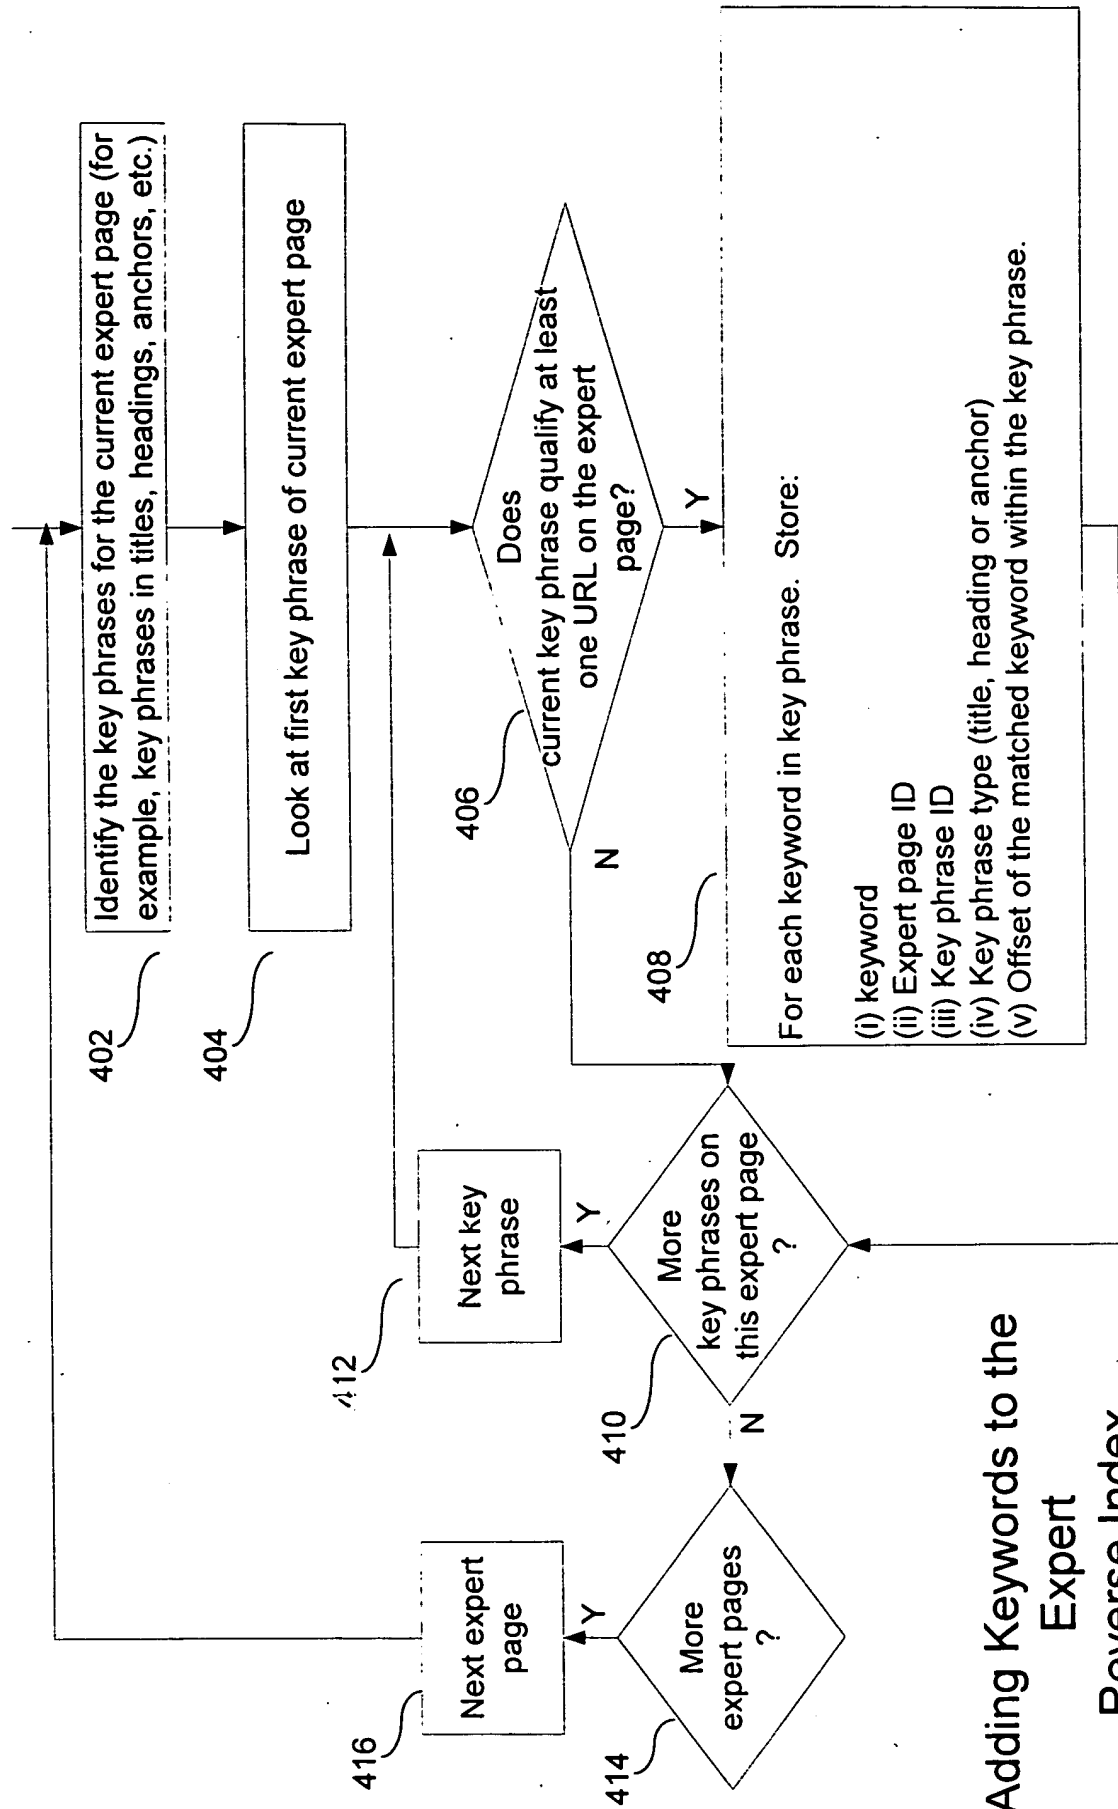 Identify the key phrases for the current expert page (for
example, key phrases in titles, headings, anchors, etc.)
402
Look at first key phrase of current expert page
404
Does
current key phrase qualify at least
one URL on the expert
page?
406
Y
N
For each keyword in key phrase. Store:
(i) keyword
(ii) Expert page ID
(iii) Key phrase ID
(iv) Key phrase type (title, heading or anchor)
(v) Offset of the matched keyword within the key phrase.
408
Next key
phrase
412
Y
More
key phrases on
this expert page
?
410
N
Next expert
page
416
Y
More
expert pages
?
414
Adding Keywords to the
Expert
Reverse Index